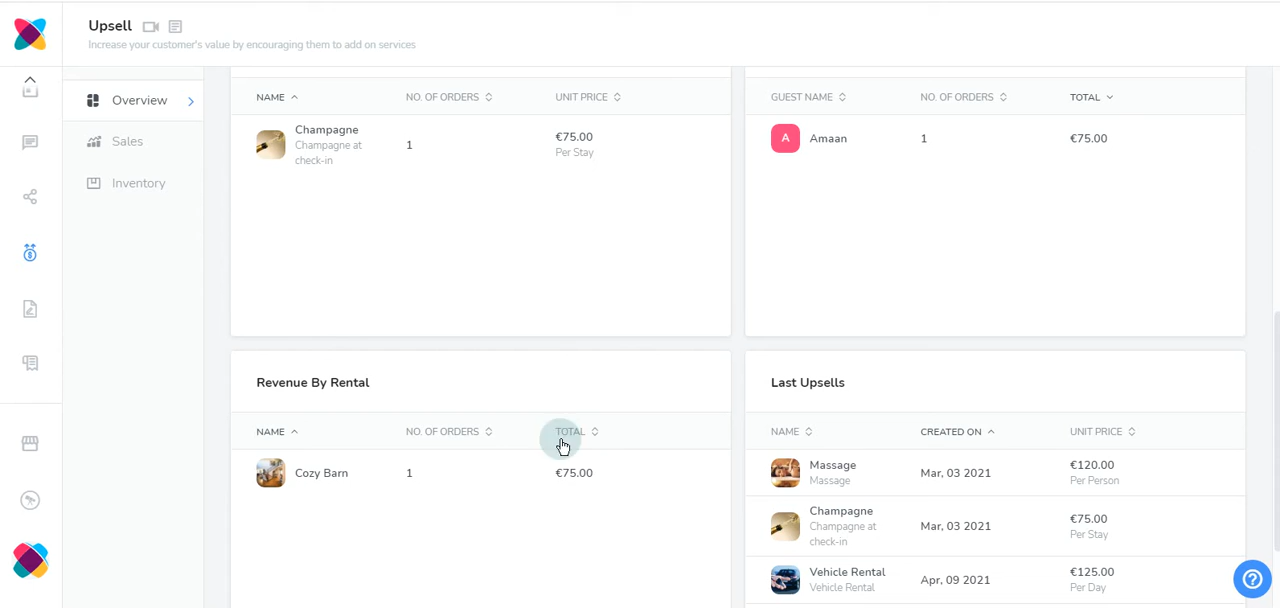 Upsell
Increase your customer's value by encouraging them to add on services
Overview
Sales
Inventory
NAME NO. OF ORDERS UNIT PRICE
Champagne
Champagne at
check-in
1
€75.00
Per Stay
GUEST NAME NO. OF ORDERS TOTAL
A Amaan 1 €75.00
Revenue By Rental
NAME NO. OF ORDERS TOTAL
Cozy Barn 1 €75.00
Last Upsells
NAME CREATED ON UNIT PRICE
Massage
Massage
Mar, 03 2021
€120.00
Per Person
Champagne
Champagne at
check-in
Mar, 03 2021
€75.00
Per Stay
Vehicle Rental
Vehicle Rental
Apr, 09 2021
€125.00
Per Day